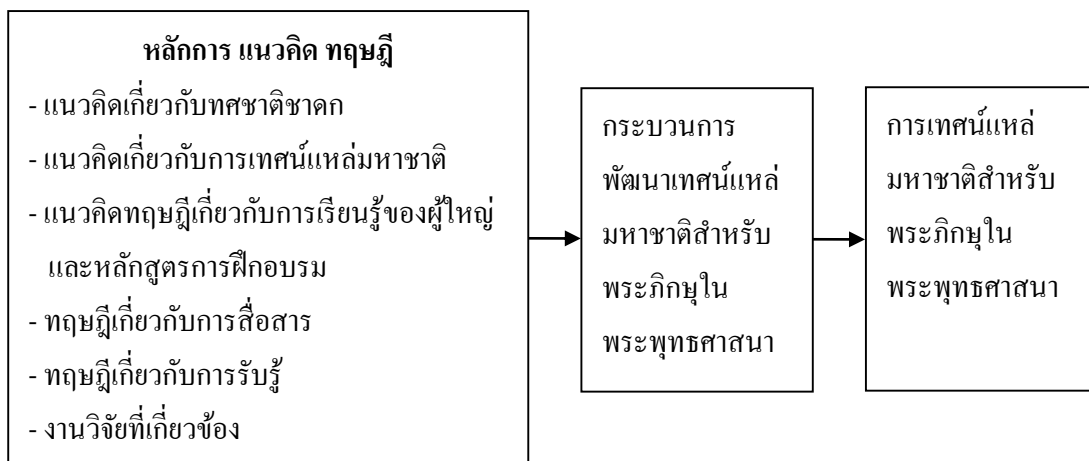 หลักการ แนวคิด ทฤษฎี
- แนวคิดเกี่ยวกับทศชาติชาดก
- แนวคิดเกี่ยวกับการเทศน์แหล่มหาชาติ
- แนวคิดทฤษฎีเกี่ยวกับการเรียนรู้ของผู้ใหญ่
และหลักสูตรการฝึกอบรม
- ทฤษฎีเกี่ยวกับการสื่อสาร
- ทฤษฎีเกี่ยวกับการรับรู้
- งานวิจัยที่เกี่ยวข้อง
กระบวนการ
พัฒนาเทศน์แหล่
มหาชาติสำหรับ
พระภิกษุใน
พระพุทธศาสนา
การเทศน์แหล่
มหาชาติสำหรับ
พระภิกษุใน
พระพุทธศาสนา